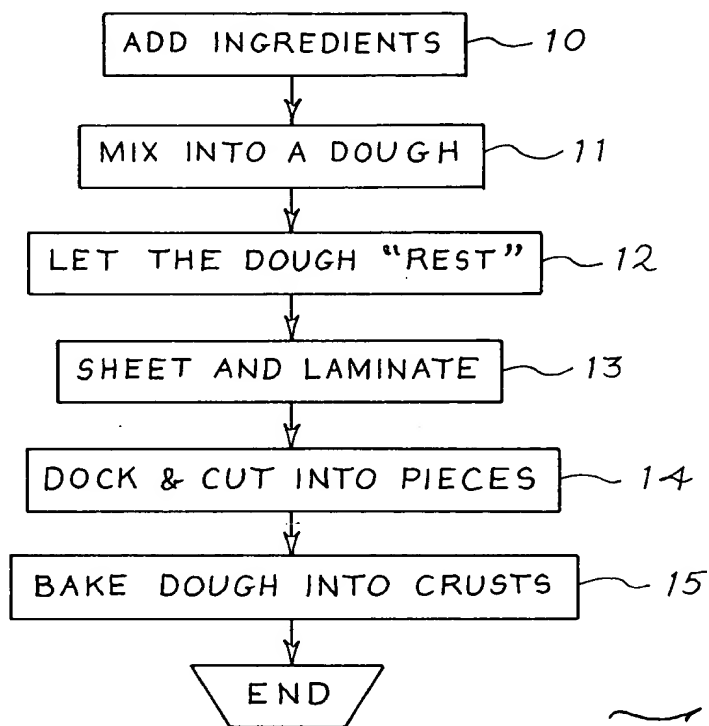 ADD INGREDIENTS 10
MIX INTO A DOUGH 11
LET THE DOUGH "REST" 12
SHEET AND LAMINATE 13
DOCK & CUT INTO PIECES 14
BAKE DOUGH INTO CRUSTS 15
END